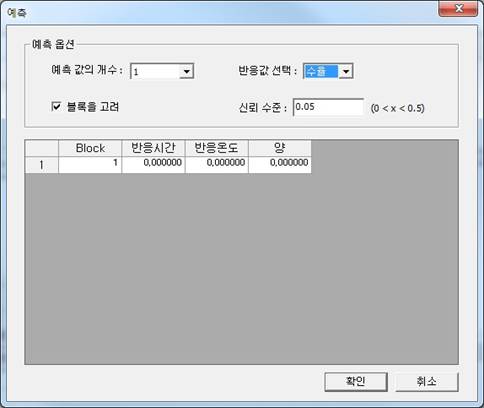 예측
예측 옵션
예측 값의 개수 : 1 반응값 선택 : 수율
블록을 고려 신뢰 수준 : 0.05 (0 < x < 0.5)
Block 반응시간 반응온도 양
1 1 0,000000 0,000000 0,000000
확인 취소